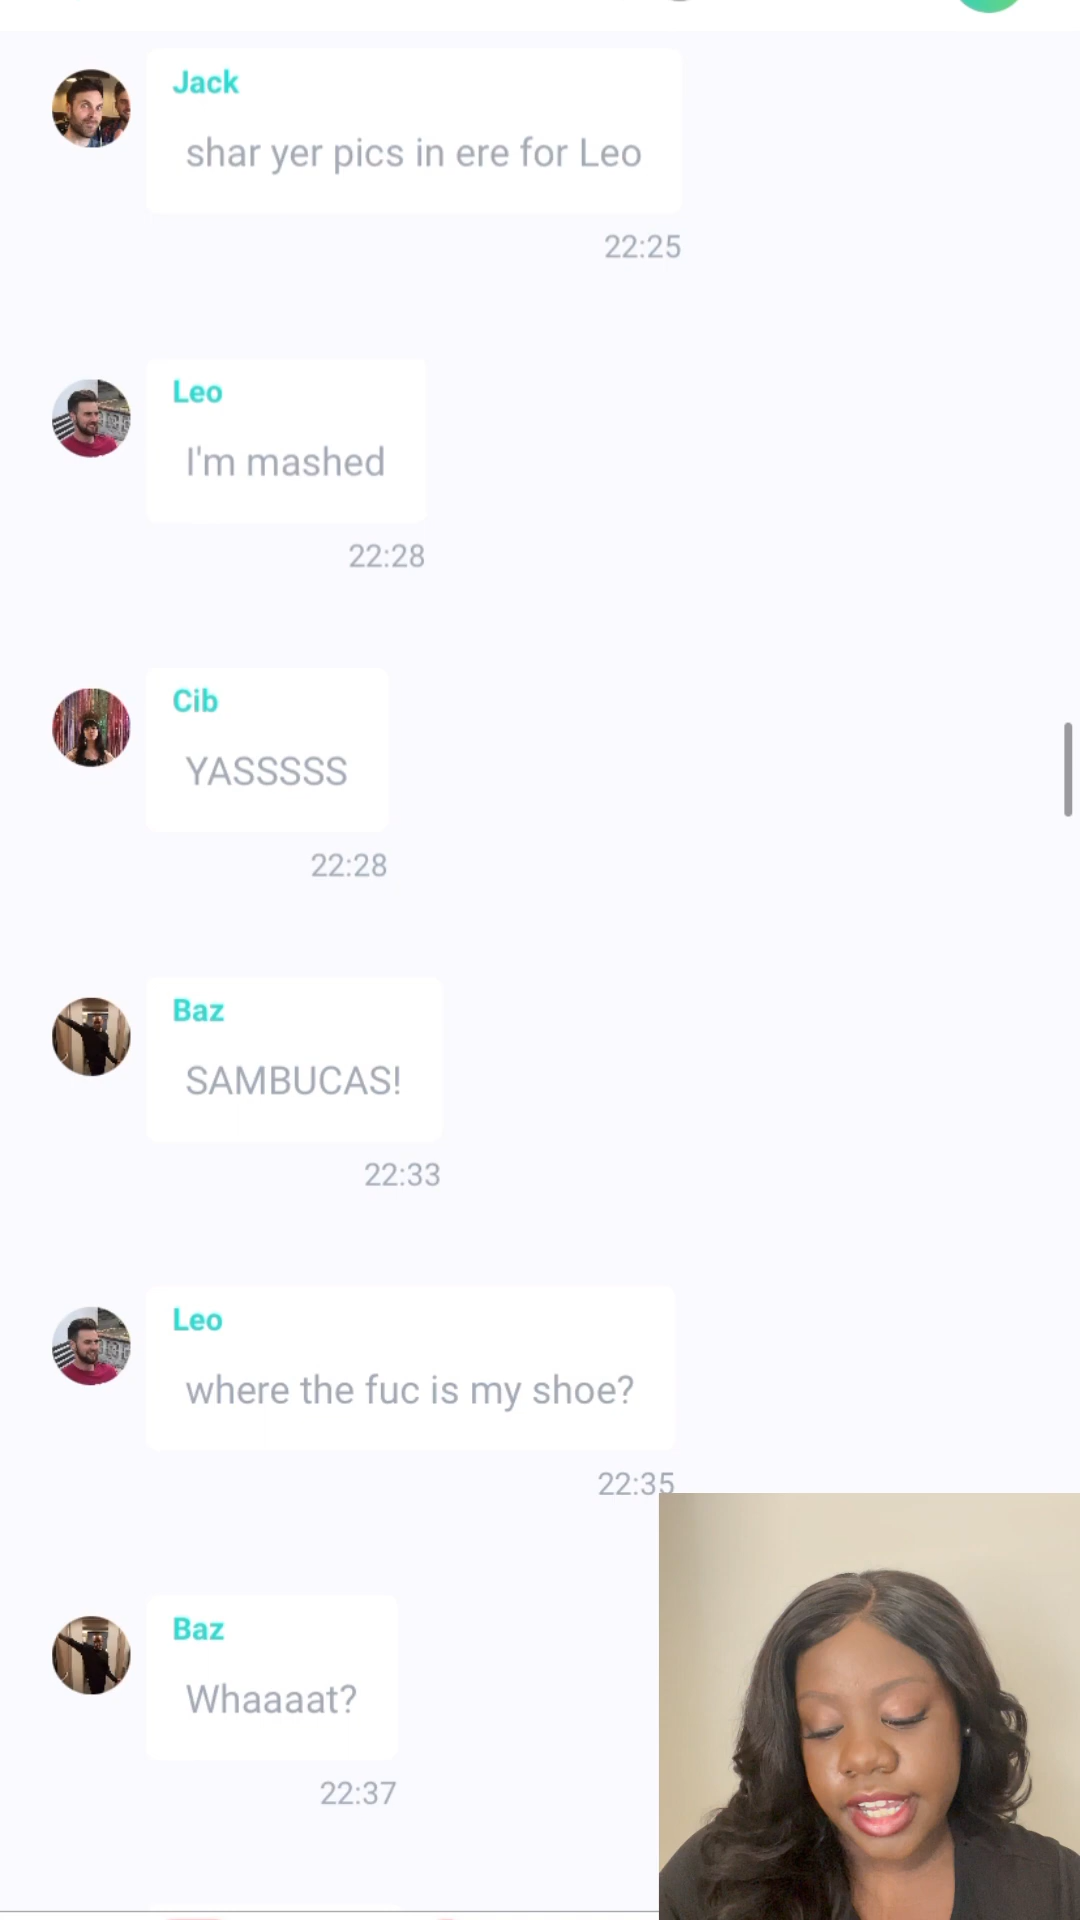 Jack
shar yer pics in ere for Leo
22:25
Leo
I'm mashed
22:28
Cib
YASSSSS
22:28
Baz
SAMBUCAS!
22:33
Leo
where the fuc is my shoe?
22:35
Baz
Whaaaat?
22:37